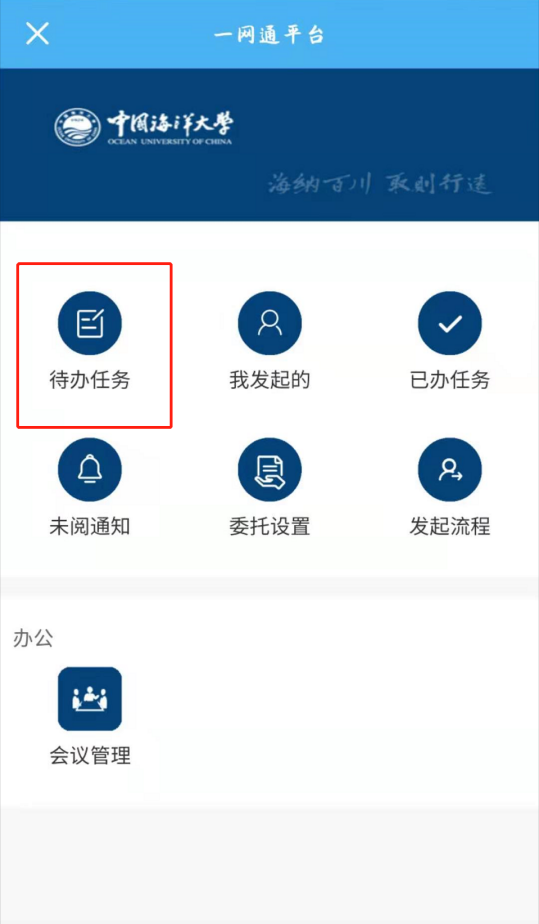 一网通平台
中国海洋大学
OCEAN UNIVERSITY OF CHINA
海纳百川 取则行远
待办任务
我发起的
已办任务
未阅通知
委托设置
发起流程
办公
会议管理